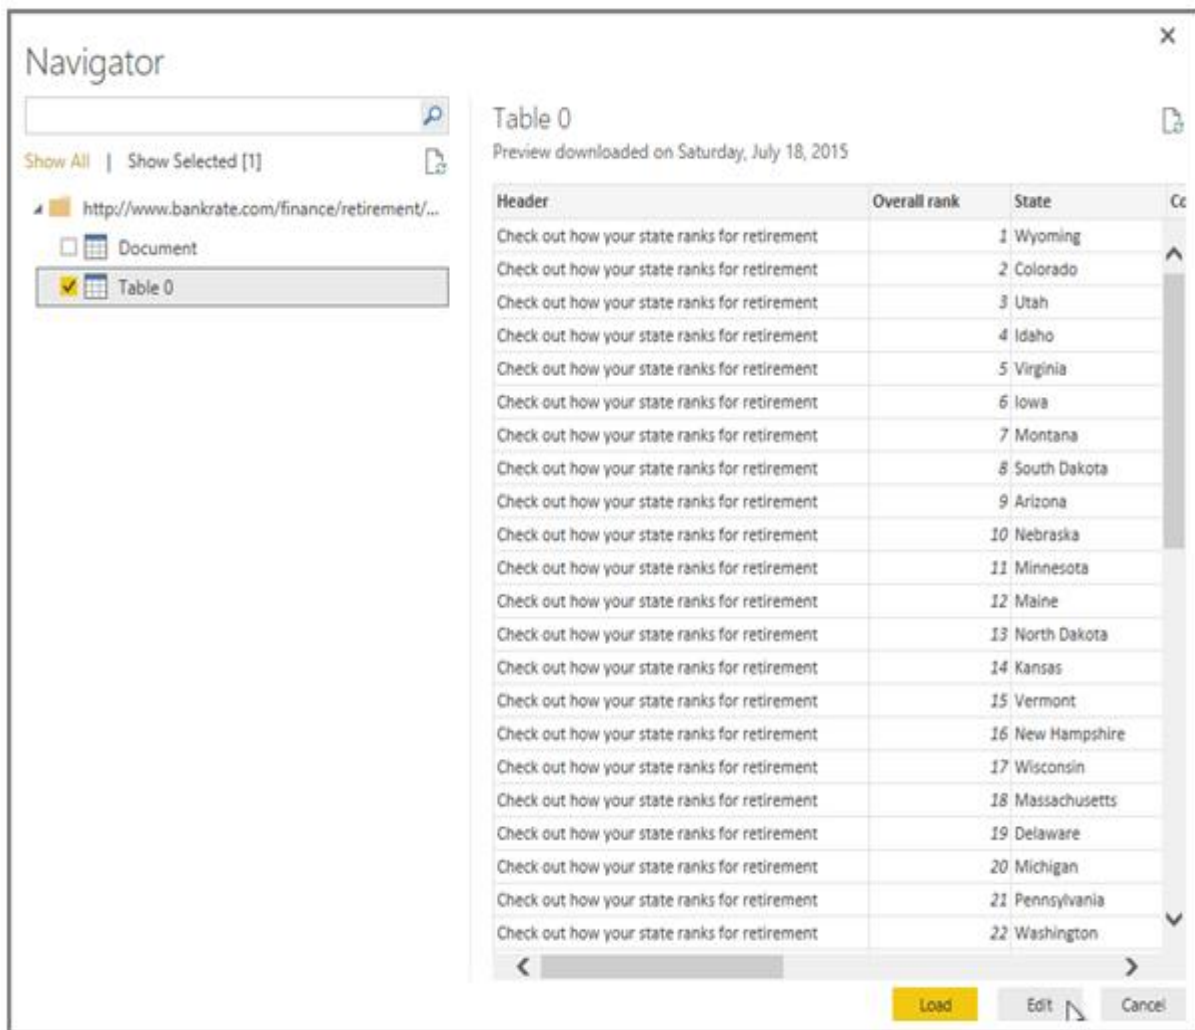 Navigator
Show All | Show Selected [1]
http://www.bankrate.com/finance/retirement/...
Document
Table 0
Table 0
Preview downloaded on Saturday, July 18, 2015
Header Overall rank State Co
Check out how your state ranks for retirement 1 Wyoming
Check out how your state ranks for retirement 2 Colorado
Check out how your state ranks for retirement 3 Utah
Check out how your state ranks for retirement 4 Idaho
Check out how your state ranks for retirement 5 Virginia
Check out how your state ranks for retirement 6 Iowa
Check out how your state ranks for retirement 7 Montana
Check out how your state ranks for retirement 8 South Dakota
Check out how your state ranks for retirement 9 Arizona
Check out how your state ranks for retirement 10 Nebraska
Check out how your state ranks for retirement 11 Minnesota
Check out how your state ranks for retirement 12 Maine
Check out how your state ranks for retirement 13 North Dakota
Check out how your state ranks for retirement 14 Kansas
Check out how your state ranks for retirement 15 Vermont
Check out how your state ranks for retirement 16 New Hampshire
Check out how your state ranks for retirement 17 Wisconsin
Check out how your state ranks for retirement 18 Massachusetts
Check out how your state ranks for retirement 19 Delaware
Check out how your state ranks for retirement 20 Michigan
Check out how your state ranks for retirement 21 Pennsylvania
Check out how your state ranks for retirement 22 Washington
Load Edit Cancel